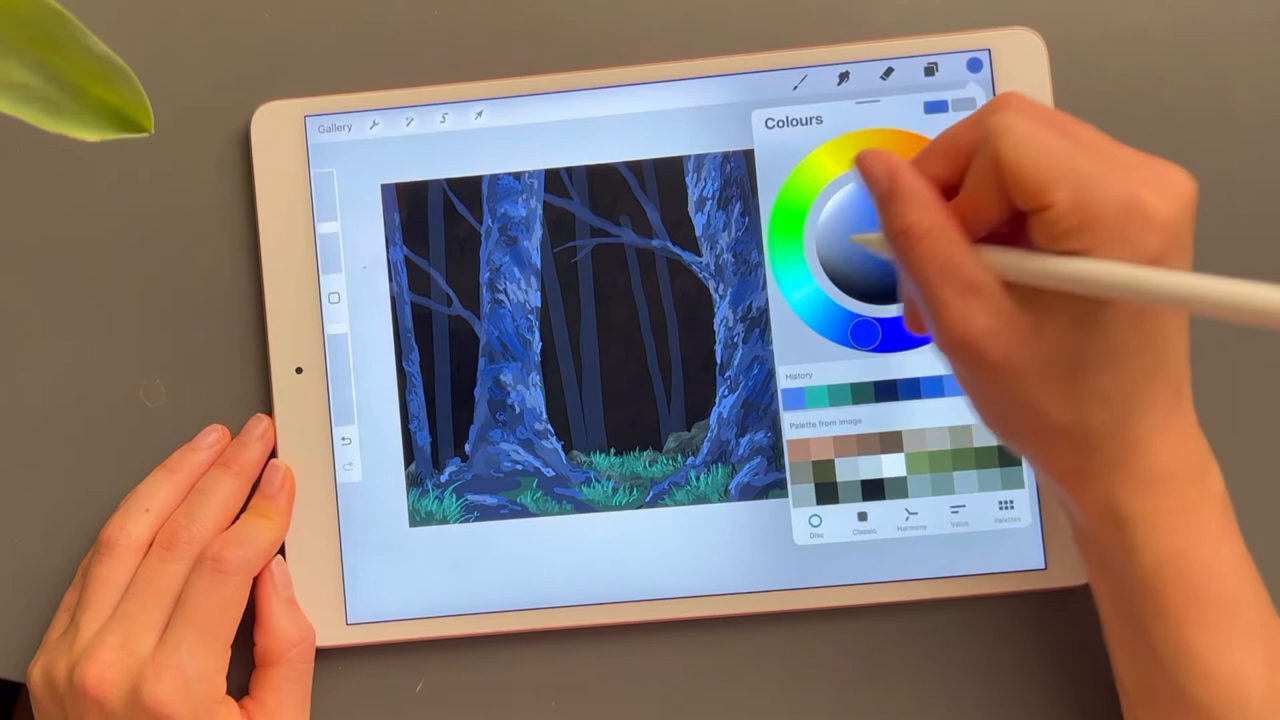 Gallery
Colours
History
Palette from image
Disc
Classic
Harmony
Value
Palettes